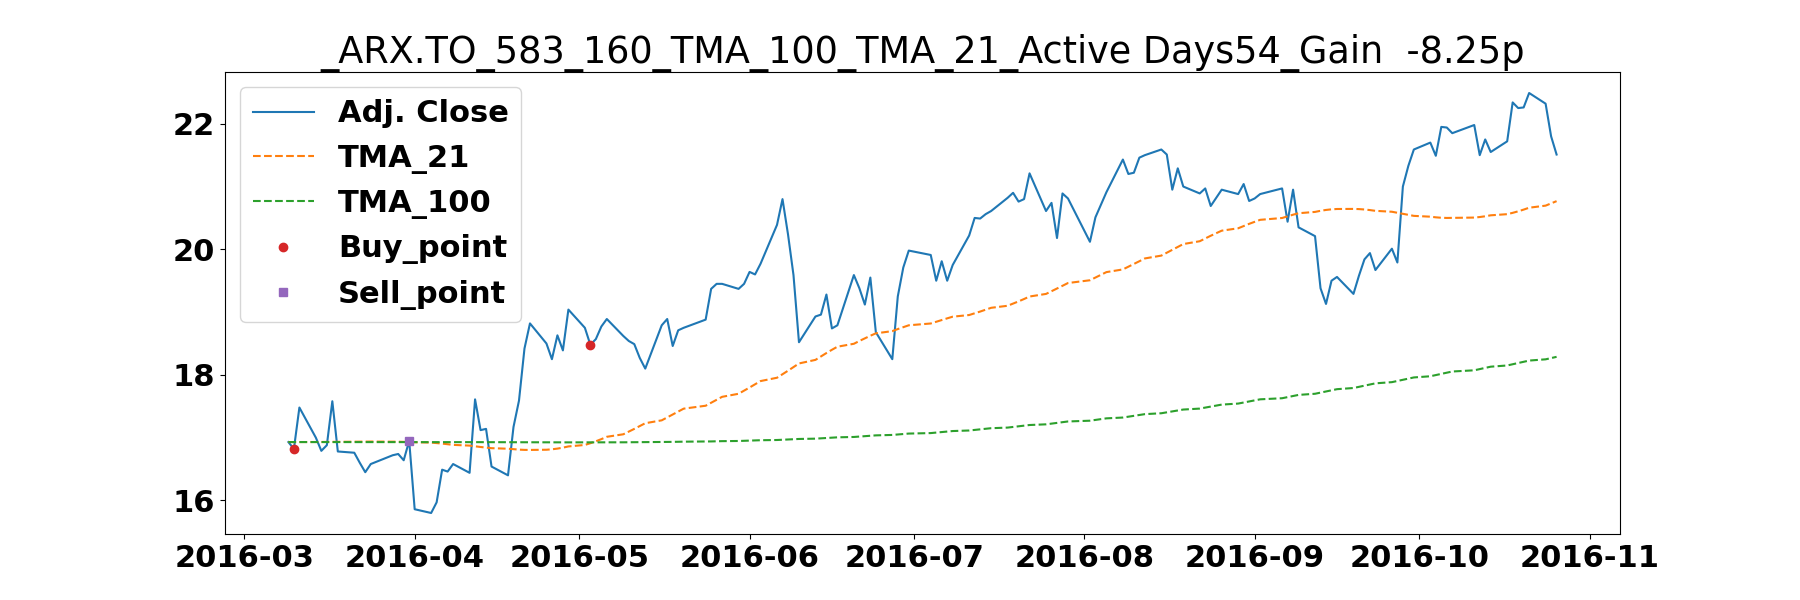 _ARX.TO_583_160_TMA_100_TMA_21_Active Days54_Gain  -8.25p
Adj. Close
TMA_21
TMA_100
Buy_point
Sell_point
22
20
18
16
2016-03 2016-04 2016-05 2016-06 2016-07 2016-08 2016-09 2016-10 2016-11